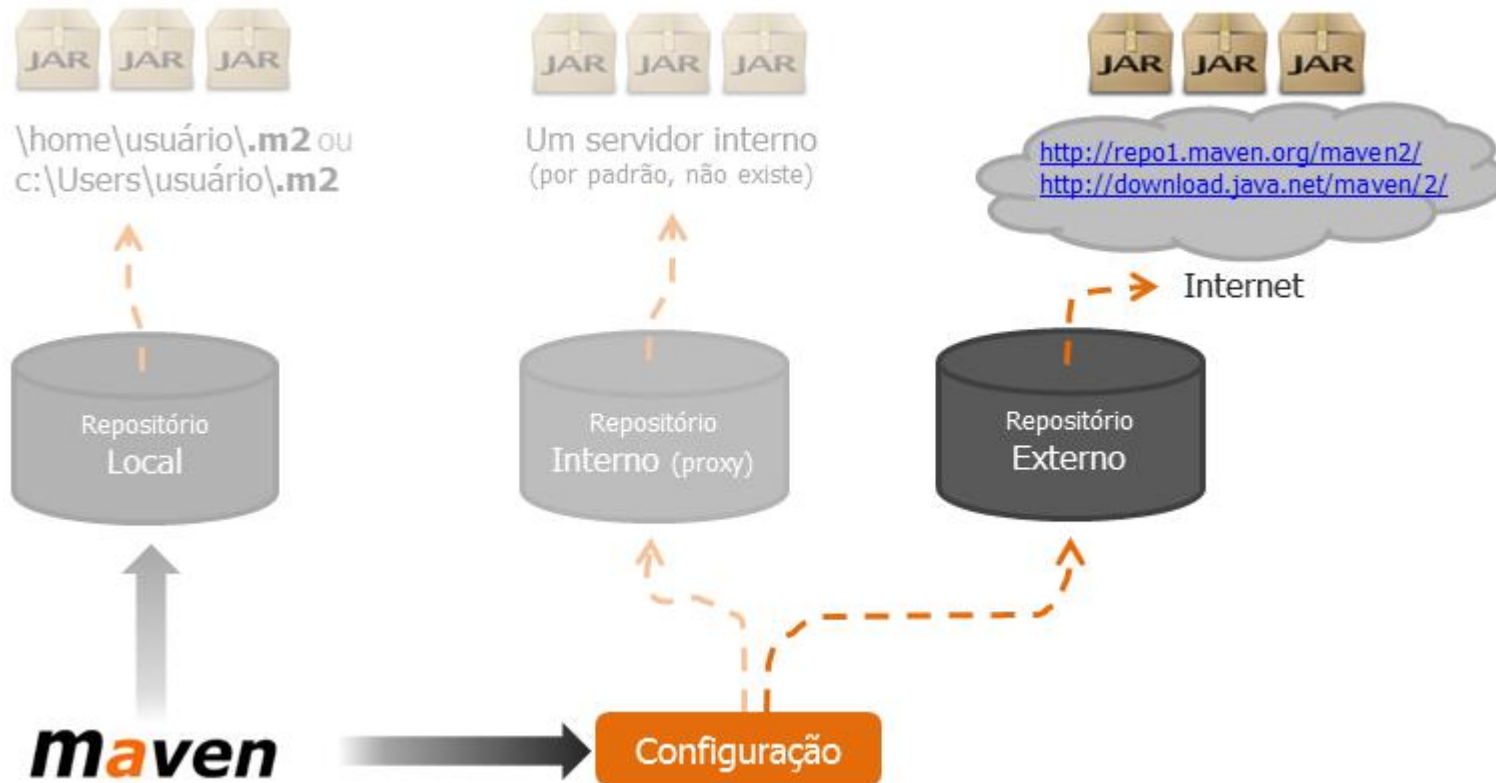 JAR JAR JAR
\home\usuário\.m2 ou
c:\Users\usuário\.m2
Repositório
Local
JAR JAR JAR
Um servidor interno
(por padrão, não existe)
Repositório
Interno (proxy)
JAR JAR JAR
http://repo1.maven.org/maven2/
http://download.java.net/maven/2/
Internet
Repositório
Externo
maven
Configuração